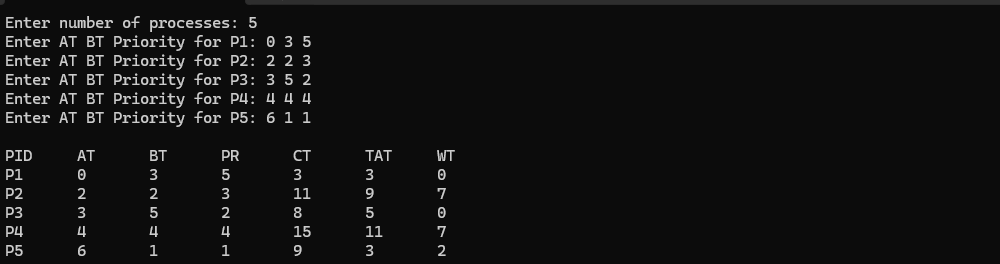 Enter number of processes: 5
Enter AT BT Priority for P1: 0 3 5
Enter AT BT Priority for P2: 2 2 3
Enter AT BT Priority for P3: 3 5 2
Enter AT BT Priority for P4: 4 4 4
Enter AT BT Priority for P5: 6 1 1
PID AT BT PR CT TAT WT
P1 0 3 5 3 3 0
P2 2 2 3 11 9 7
P3 3 5 2 8 5 0
P4 4 4 4 15 11 7
P5 6 1 1 9 3 2